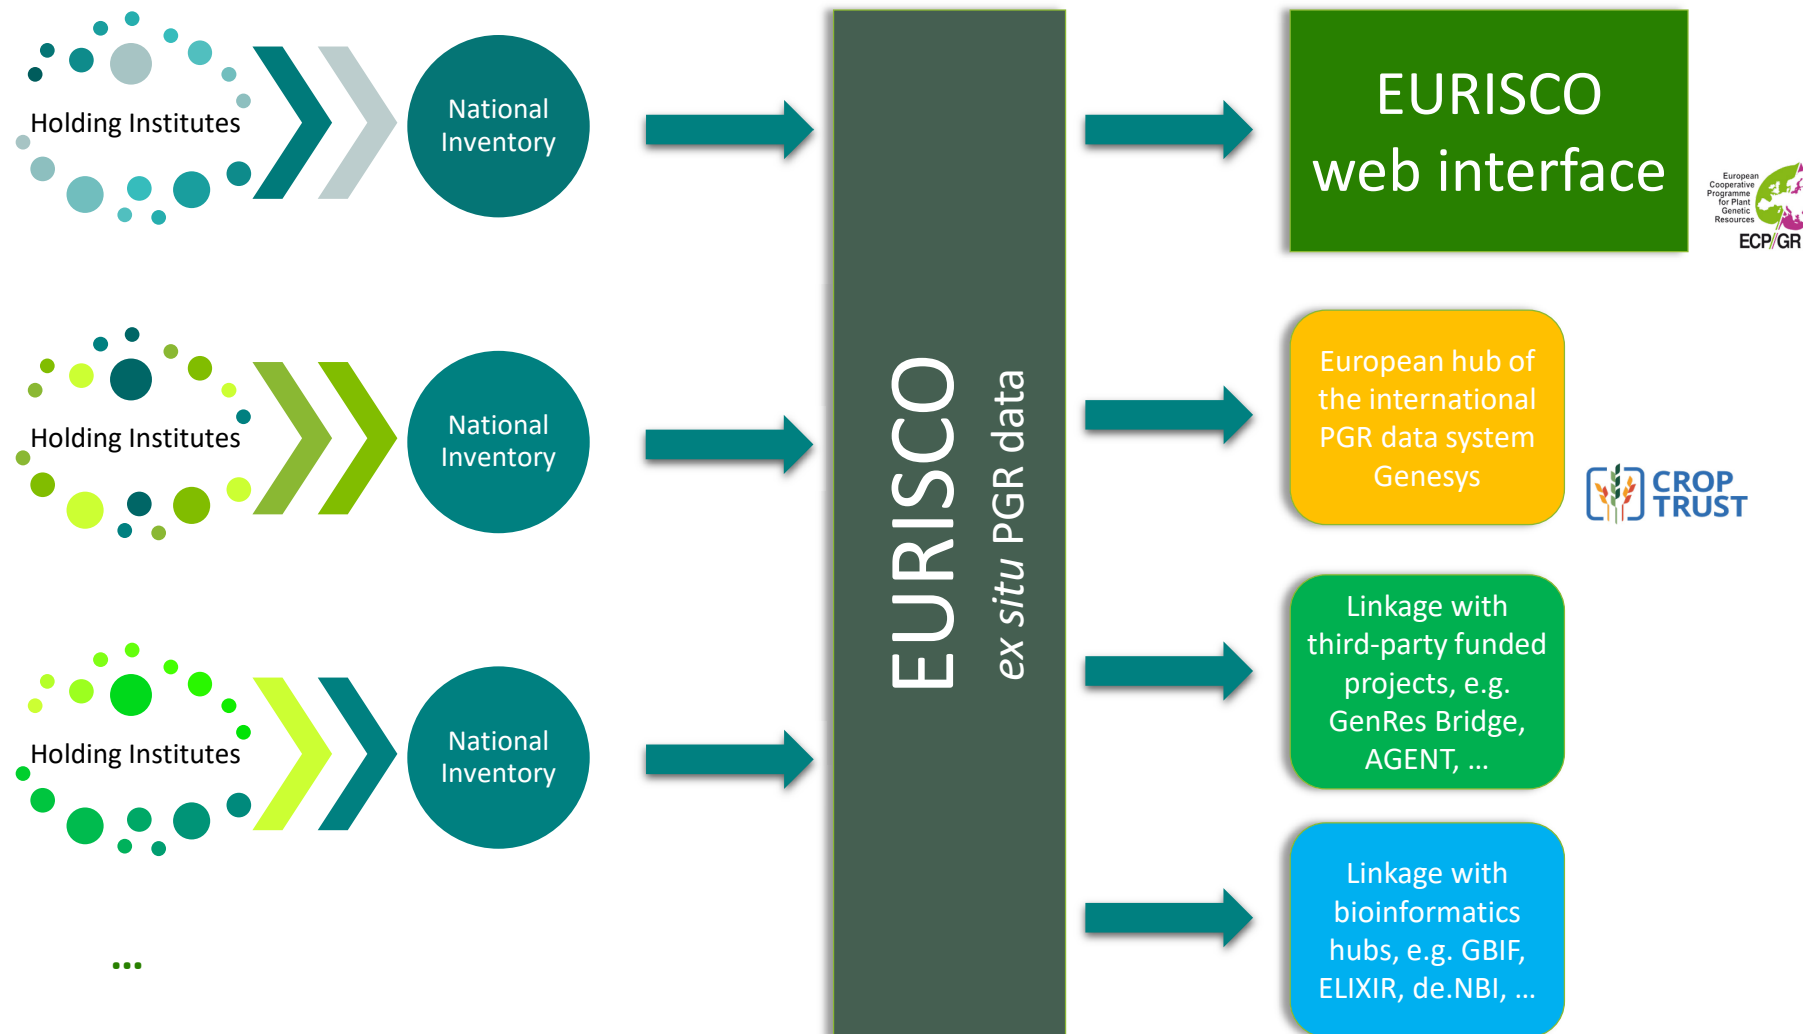 Holding Institutes
National
Inventory
Holding Institutes
National
Inventory
Holding Institutes
National
Inventory
...
EURISCO
ex situ PGR data
EURISCO
web interface
European
Cooperative
Programme
for Plant
Genetic
Resources
ECP/GR
European hub of
the international
PGR data system
Genesys
CROP
TRUST
Linkage with
third-party funded
projects, e.g.
GenRes Bridge,
AGENT, ...
Linkage with
bioinformatics
hubs, e.g. GBIF,
ELIXIR, de.NBI, ...